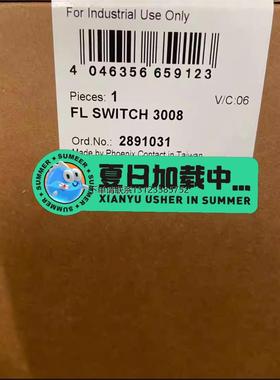 For Industrial Use Only
4 046356 659123
Pieces: 1
V/C:06
FL SWITCH 3008
Ord.No.: 2891031
Made by Phoenix Contact in Taiwan
SUMEER
夏日加载中...
XIANYU USHER IN SUMMER
SUMMER